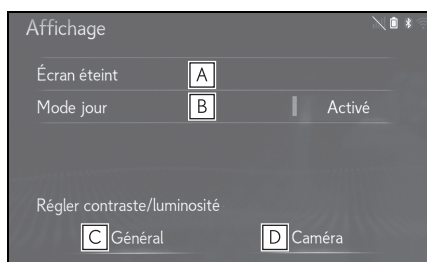 Affichage
Écran éteint A
Mode jour B Activé
Régler contraste/luminosité
C Général D Caméra